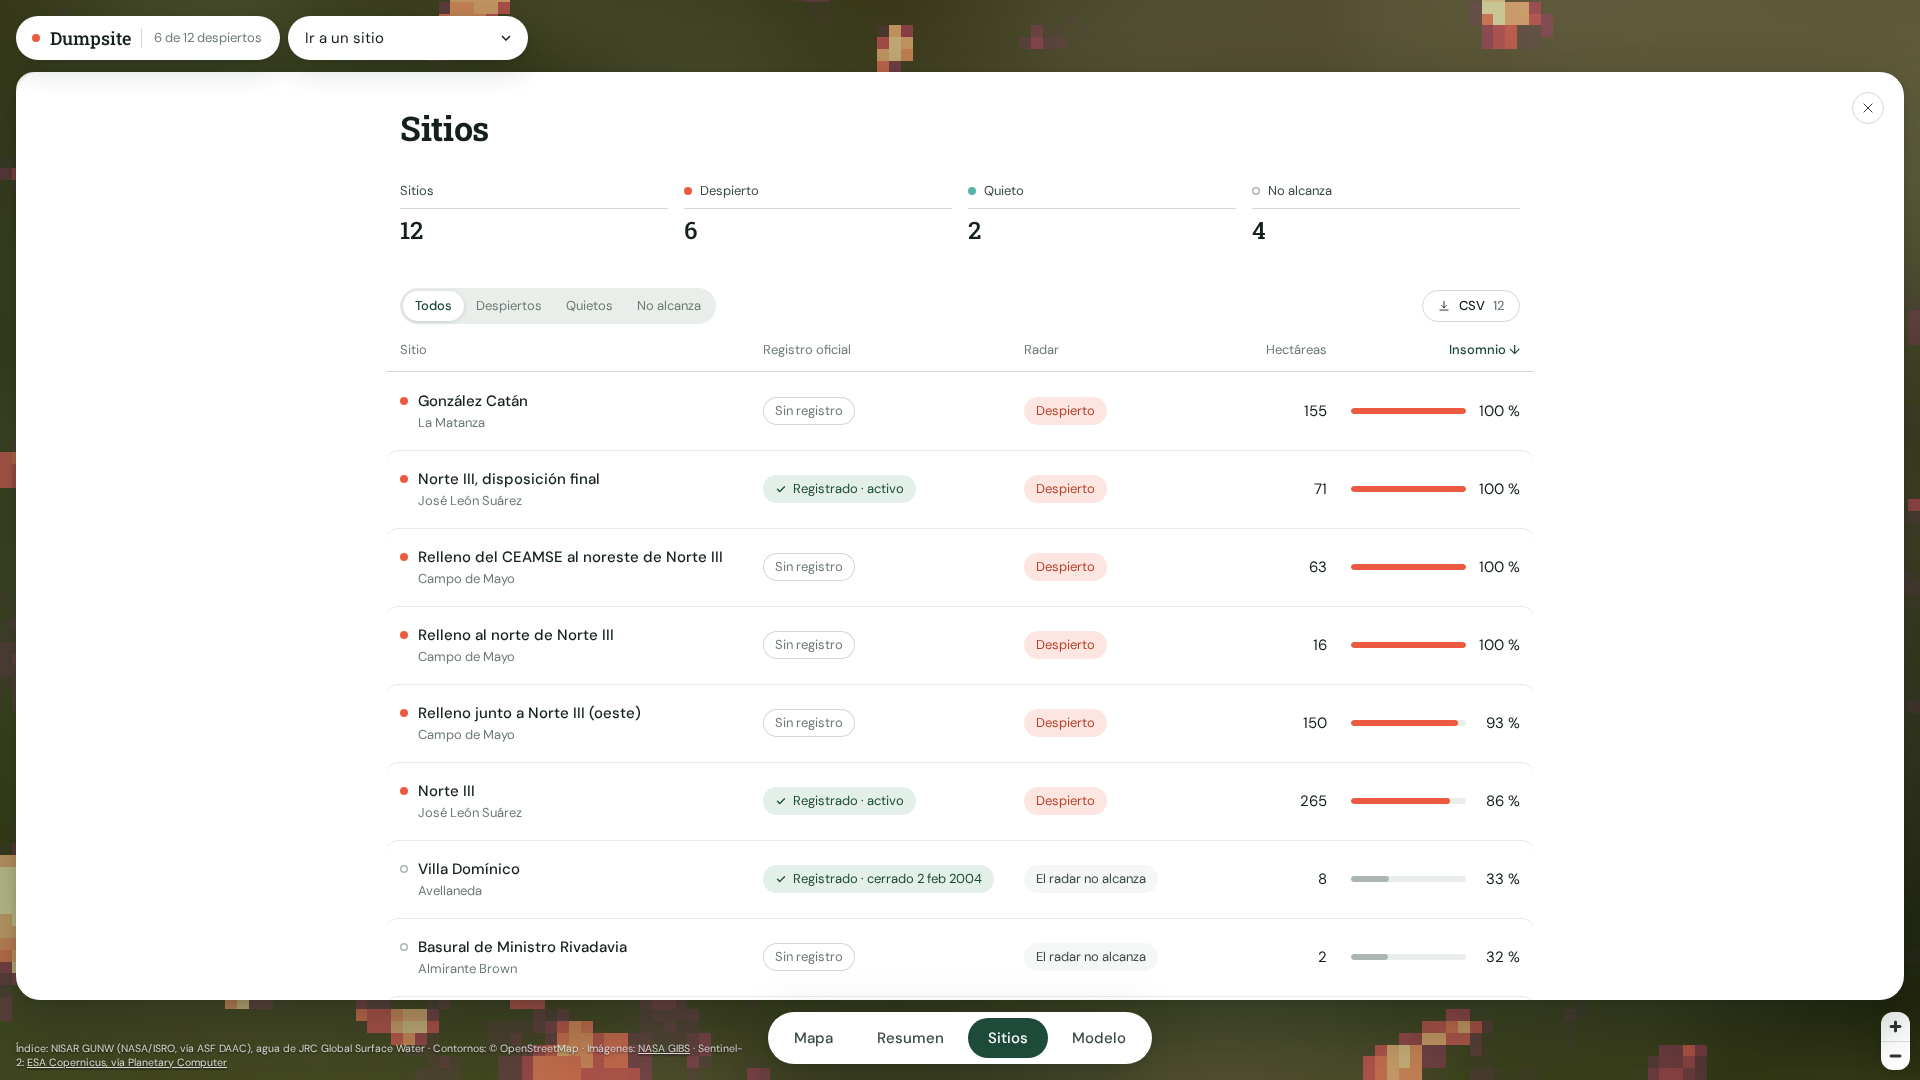 Dumpsite
6 de 12 despiertos
Ir a un sitio
Sitios
Sitios
Despierto
Quieto
No alcanza
12
6
2
4
Todos
Despiertos
Quietos
No alcanza
CSV 12
Sitio
Registro oficial
Radar
Hectáreas
Insomnio ↓
González Catán
La Matanza
Sin registro
Despierto
155
100 %
Norte III, disposición final
José León Suárez
Registrado · activo
Despierto
71
100 %
Relleno del CEAMSE al noreste de Norte III
Campo de Mayo
Sin registro
Despierto
63
100 %
Relleno al norte de Norte III
Campo de Mayo
Sin registro
Despierto
16
100 %
Relleno junto a Norte III (oeste)
Campo de Mayo
Sin registro
Despierto
150
93 %
Norte III
José León Suárez
Registrado · activo
Despierto
265
86 %
Villa Domínico
Avellaneda
Registrado · cerrado 2 feb 2004
El radar no alcanza
8
33 %
Basural de Ministro Rivadavia
Almirante Brown
Sin registro
El radar no alcanza
2
32 %
Mapa
Resumen
Sitios
Modelo
Índice: NISAR GUNW (NASA/ISRO, vía ASF DAAC), agua de JRC Global Surface Water · Contornos: © OpenStreetMap · Imágenes: NASA GIBS · Sentinel-
2: ESA Copernicus, vía Planetary Computer